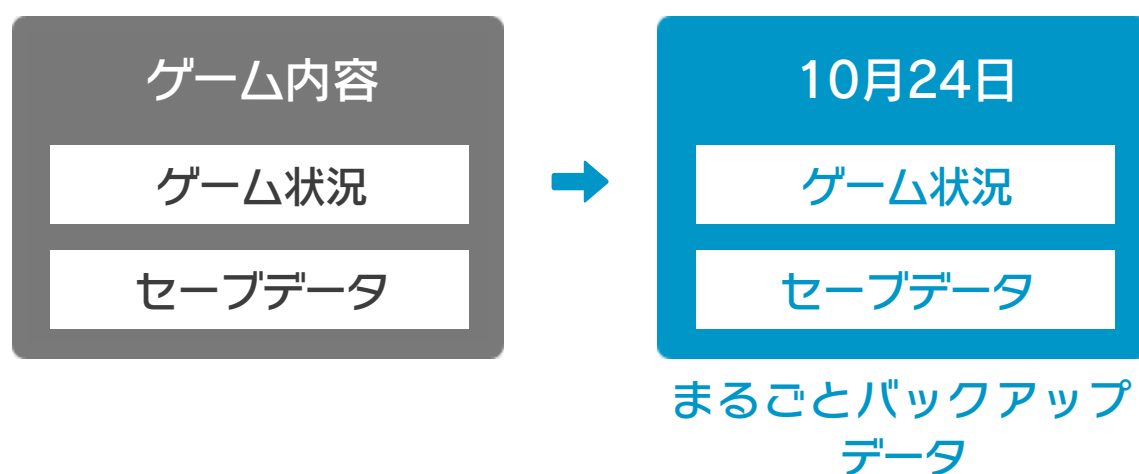 ゲーム内容
ゲーム状況
セーブデータ
10月24日
ゲーム状況
セーブデータ
まるごとバックアップ
データ